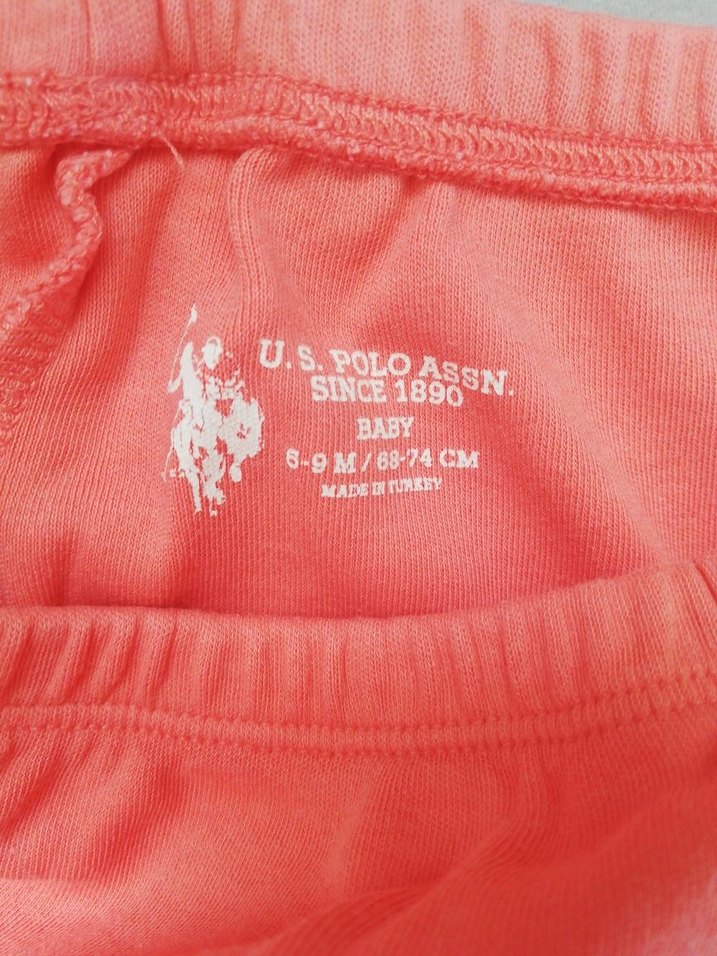 U.S. POLO ASSN.
SINCE 1890
BABY
6-9 M / 68-74 CM
MADE IN TURKEY